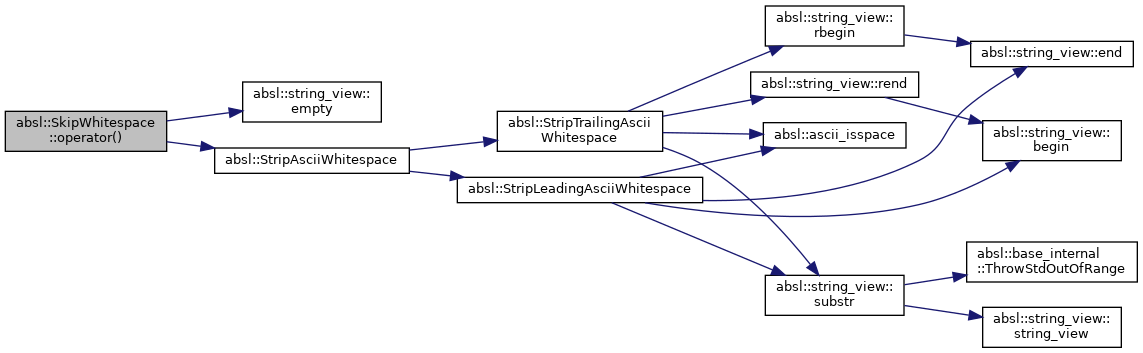 absl::SkipWhitespace
::operator()
absl::string_view::
empty
absl::StripAsciiWhitespace
absl::StripTrailingAscii
Whitespace
absl::StripLeadingAsciiWhitespace
absl::string_view::
rbegin
absl::string_view::rend
absl::ascii_isspace
absl::string_view::
substr
absl::string_view::end
absl::string_view::
begin
absl::base_internal
::ThrowStdOutOfRange
absl::string_view::
string_view